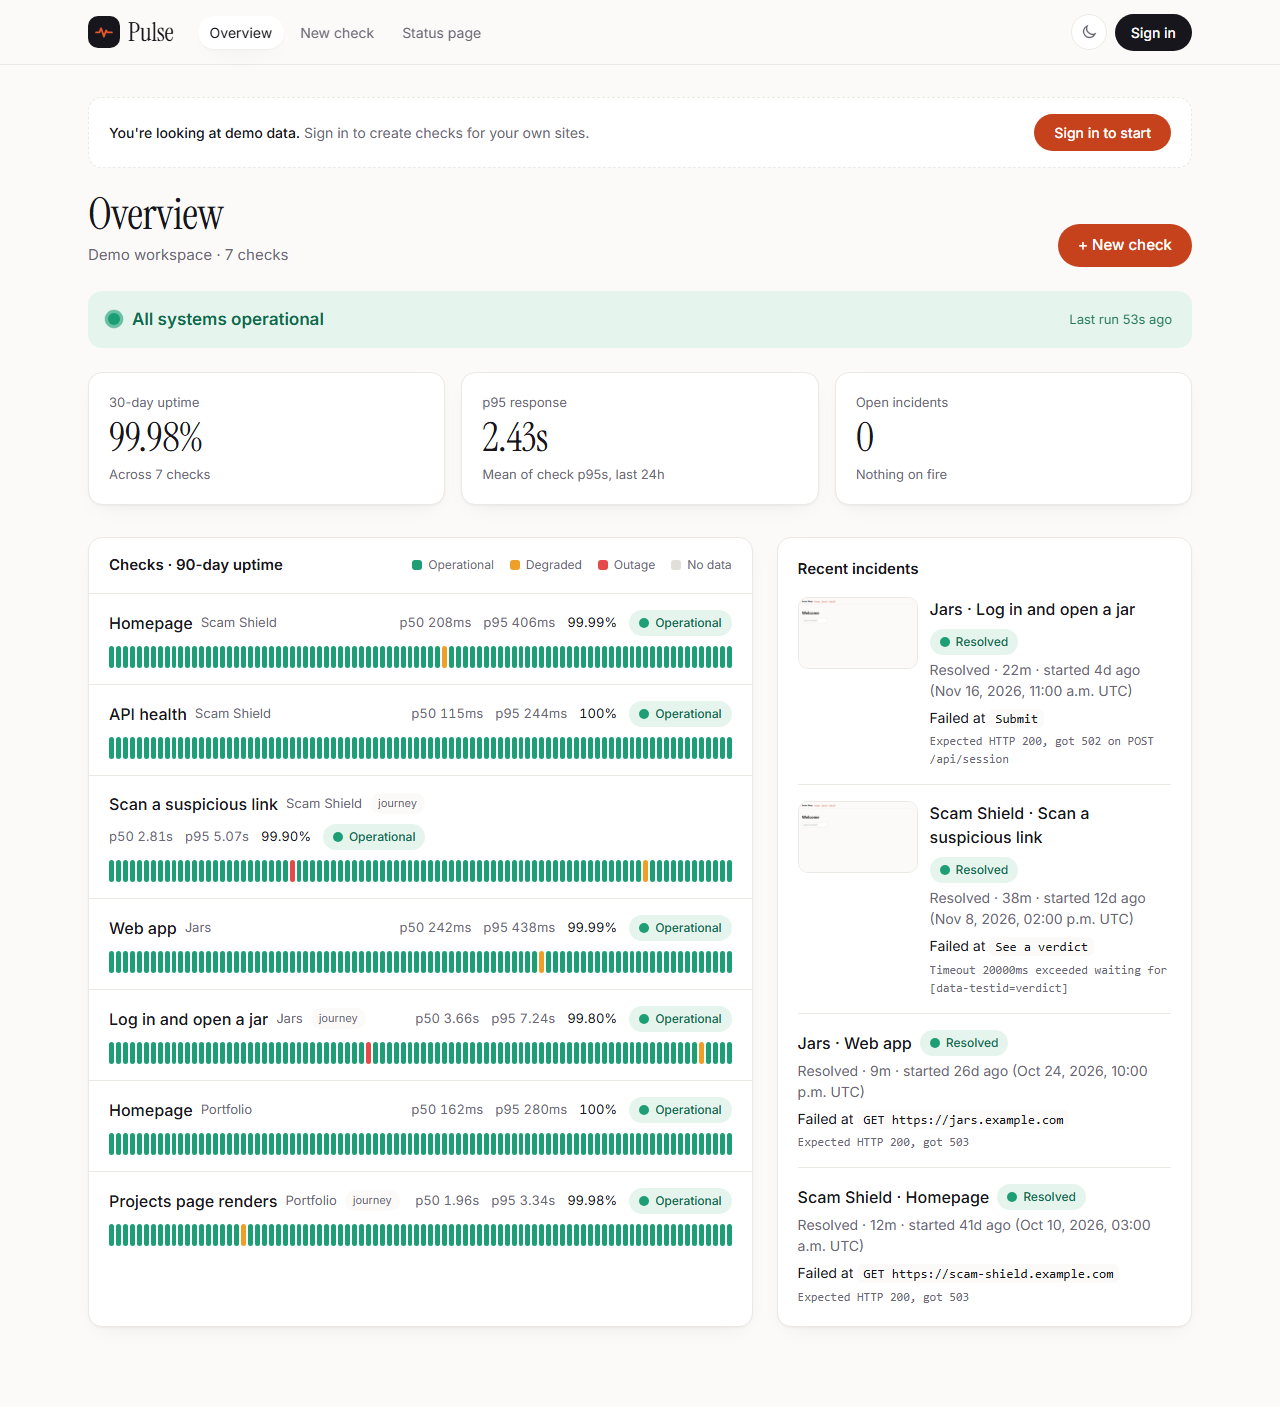 Pulse
Overview
New check
Status page
Sign in
You're looking at demo data. Sign in to create checks for your own sites.
Sign in to start
Overview
Demo workspace · 7 checks
+ New check
All systems operational
Last run 53s ago
30-day uptime
99.98%
Across 7 checks
p95 response
2.43s
Mean of check p95s, last 24h
Open incidents
0
Nothing on fire
Checks · 90-day uptime
Operational
Degraded
Outage
No data
Homepage Scam Shield p50 208ms p95 406ms 99.99% Operational
API health Scam Shield p50 115ms p95 244ms 100% Operational
Scan a suspicious link Scam Shield journey
p50 2.81s p95 5.07s 99.90% Operational
Web app Jars p50 242ms p95 438ms 99.99% Operational
Log in and open a jar Jars journey p50 3.66s p95 7.24s 99.80% Operational
Homepage Portfolio p50 162ms p95 280ms 100% Operational
Projects page renders Portfolio journey p50 1.96s p95 3.34s 99.98% Operational
Recent incidents
Jars · Log in and open a jar
Resolved
Resolved · 22m · started 4d ago
(Nov 16, 2026, 11:00 a.m. UTC)
Failed at Submit
Expected HTTP 200, got 502 on POST
/api/session
Scam Shield · Scan a
suspicious link
Resolved
Resolved · 38m · started 12d ago
(Nov 8, 2026, 02:00 p.m. UTC)
Failed at See a verdict
Timeout 20000ms exceeded waiting for
[data-testid=verdict]
Jars · Web app Resolved
Resolved · 9m · started 26d ago (Oct 24, 2026, 10:00
p.m. UTC)
Failed at GET https://jars.example.com
Expected HTTP 200, got 503
Scam Shield · Homepage Resolved
Resolved · 12m · started 41d ago (Oct 10, 2026, 03:00
a.m. UTC)
Failed at GET https://scam-shield.example.com
Expected HTTP 200, got 503